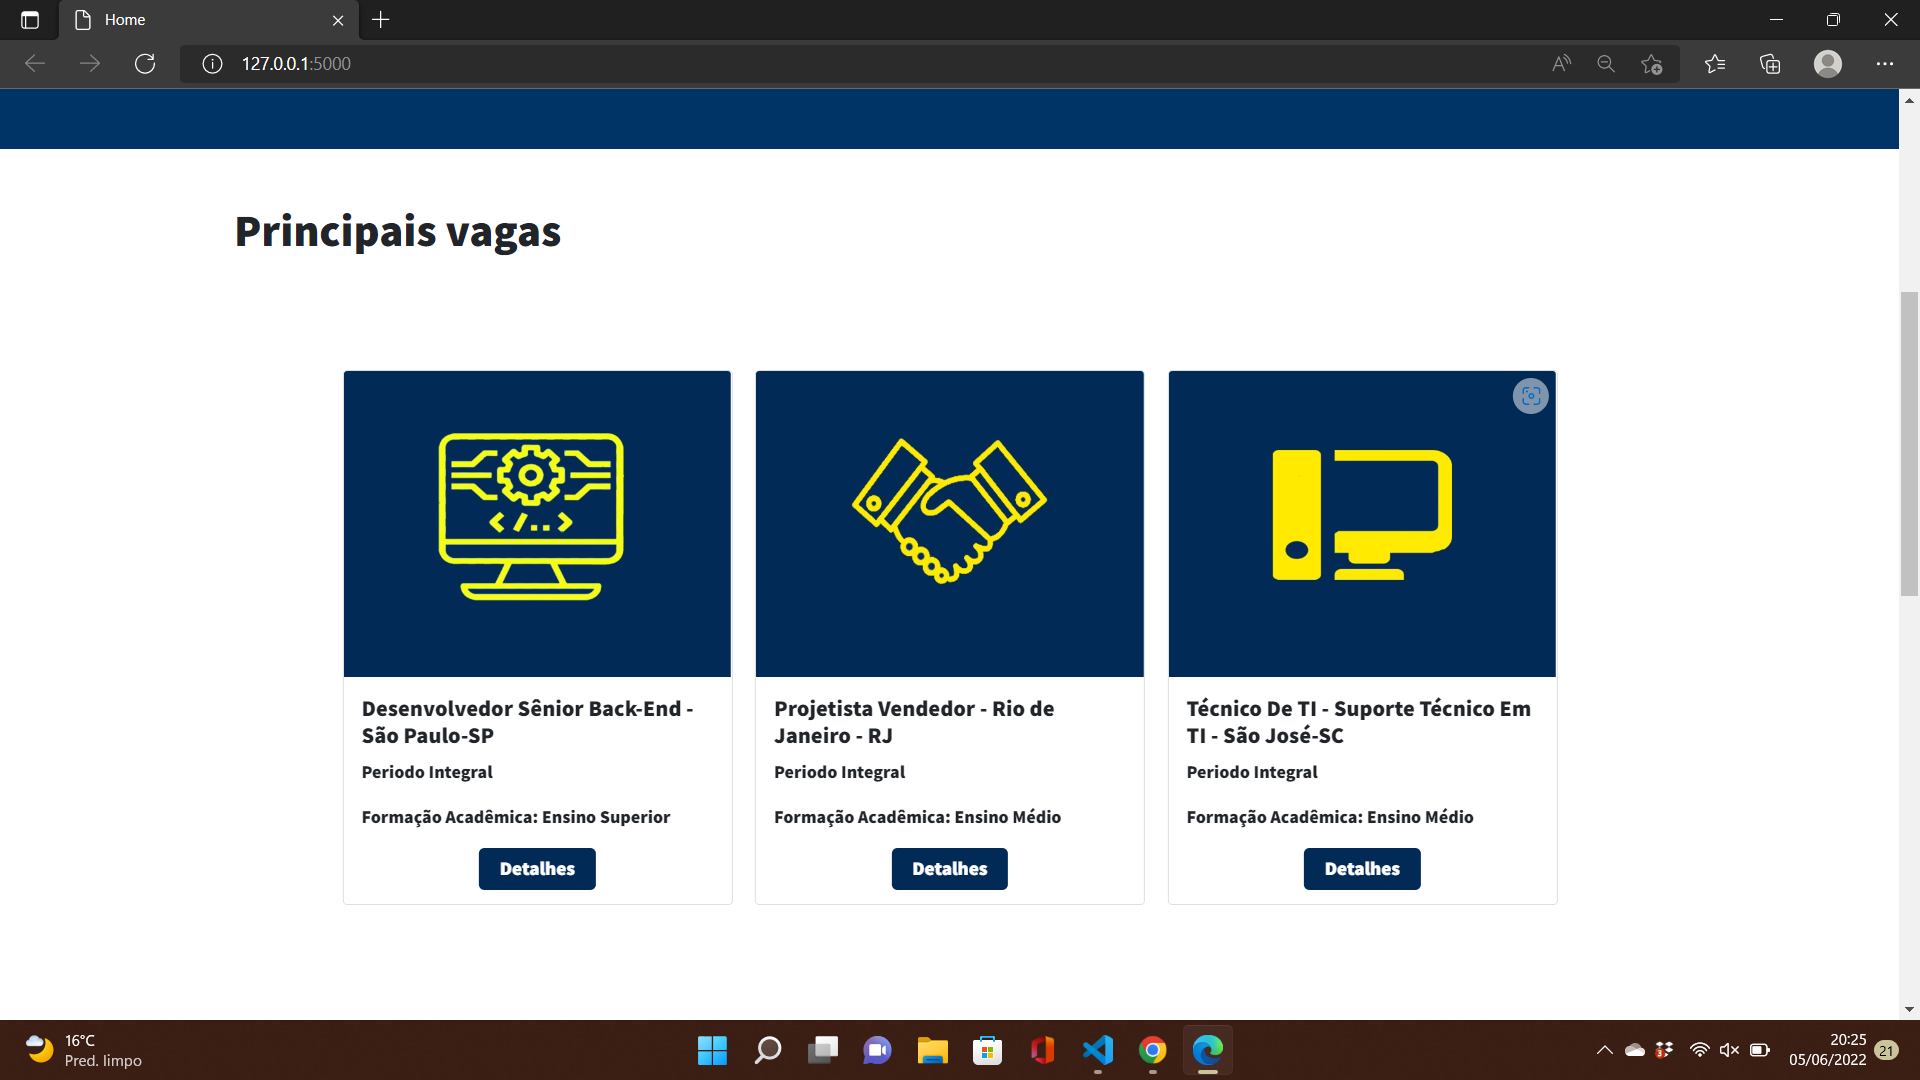 Home
127.0.0.1:5000
Principais vagas
</..>
Desenvolvedor Sênior Back-End -
São Paulo-SP
Periodo Integral
Formação Acadêmica: Ensino Superior
Detalhes
Projetista Vendedor - Rio de
Janeiro - RJ
Periodo Integral
Formação Acadêmica: Ensino Médio
Detalhes
Técnico De TI - Suporte Técnico Em
TI - São José-SC
Periodo Integral
Formação Acadêmica: Ensino Médio
Detalhes
16°C
Pred. limpo
3
20:25
05/06/2022
21